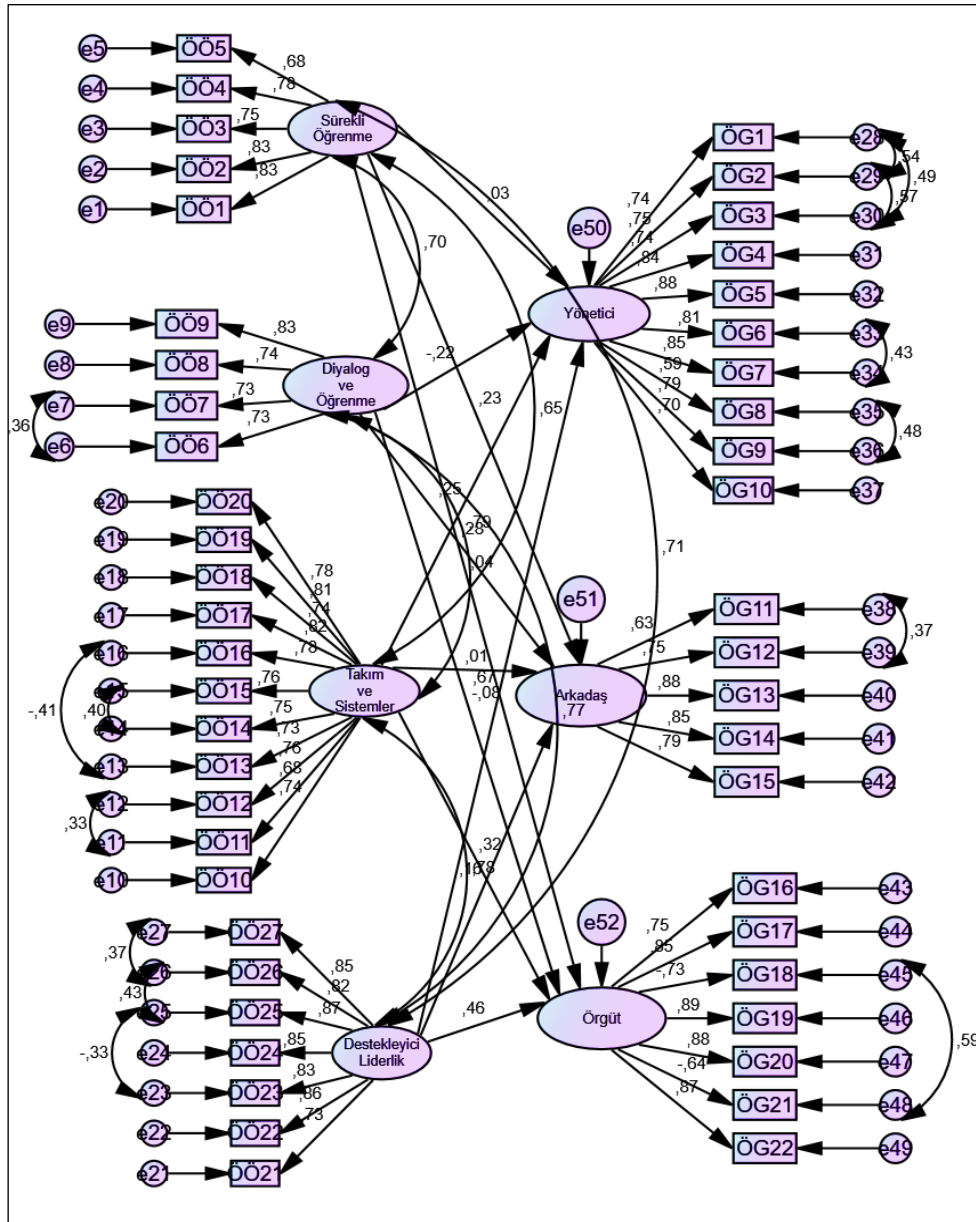 e5
ÖÖ5
,68
e4
ÖÖ4
,78
e3
ÖÖ3
,75
e2
ÖÖ2
,83
e1
ÖÖ1
,83
Sürekli
Öğrenme
,03
,70
e9
ÖÖ9
,83
e8
ÖÖ8
,74
e7
ÖÖ7
,73
e6
ÖÖ6
,73
,36
Diyalog
ve
Öğrenme
-,22
,23
,65
e20
ÖÖ20
,78
e19
ÖÖ19
,81
e18
ÖÖ18
,74
e17
ÖÖ17
,82
e16
ÖÖ16
,78
ÖÖ15
,76
ÖÖ14
,75
e13
ÖÖ13
,73
e12
ÖÖ12
,76
e11
ÖÖ11
,68
e10
ÖÖ10
,74
-,41
,40
,33
Takım
ve
Sistemler
,25
,28
,79
,04
,01
,67
-,08
,77
,71
,32
,78
e27
ÖÖ27
,85
e26
ÖÖ26
,82
e25
ÖÖ25
,87
e24
ÖÖ24
,85
e23
ÖÖ23
,83
e22
ÖÖ22
,86
e21
ÖÖ21
,73
,37
,43
-,33
Destekleyici
Liderlik
,46
e50
Yönetici
,74
ÖG1
e28
,75
ÖG2
e29
,74
ÖG3
e30
,84
ÖG4
e31
,88
ÖG5
e32
,81
ÖG6
e33
,85
ÖG7
e34
,59
ÖG8
e35
,79
ÖG9
e36
,70
ÖG10
e37
,54
,49
,57
,43
,48
e51
Arkadaş
,63
ÖG11
e38
,75
ÖG12
e39
,88
ÖG13
e40
,85
ÖG14
e41
,79
ÖG15
e42
,37
e52
Örgüt
,75
ÖG16
e43
,85
ÖG17
e44
-,73
ÖG18
e45
,89
ÖG19
e46
,88
ÖG20
e47
-,64
ÖG21
e48
,87
ÖG22
e49
,59